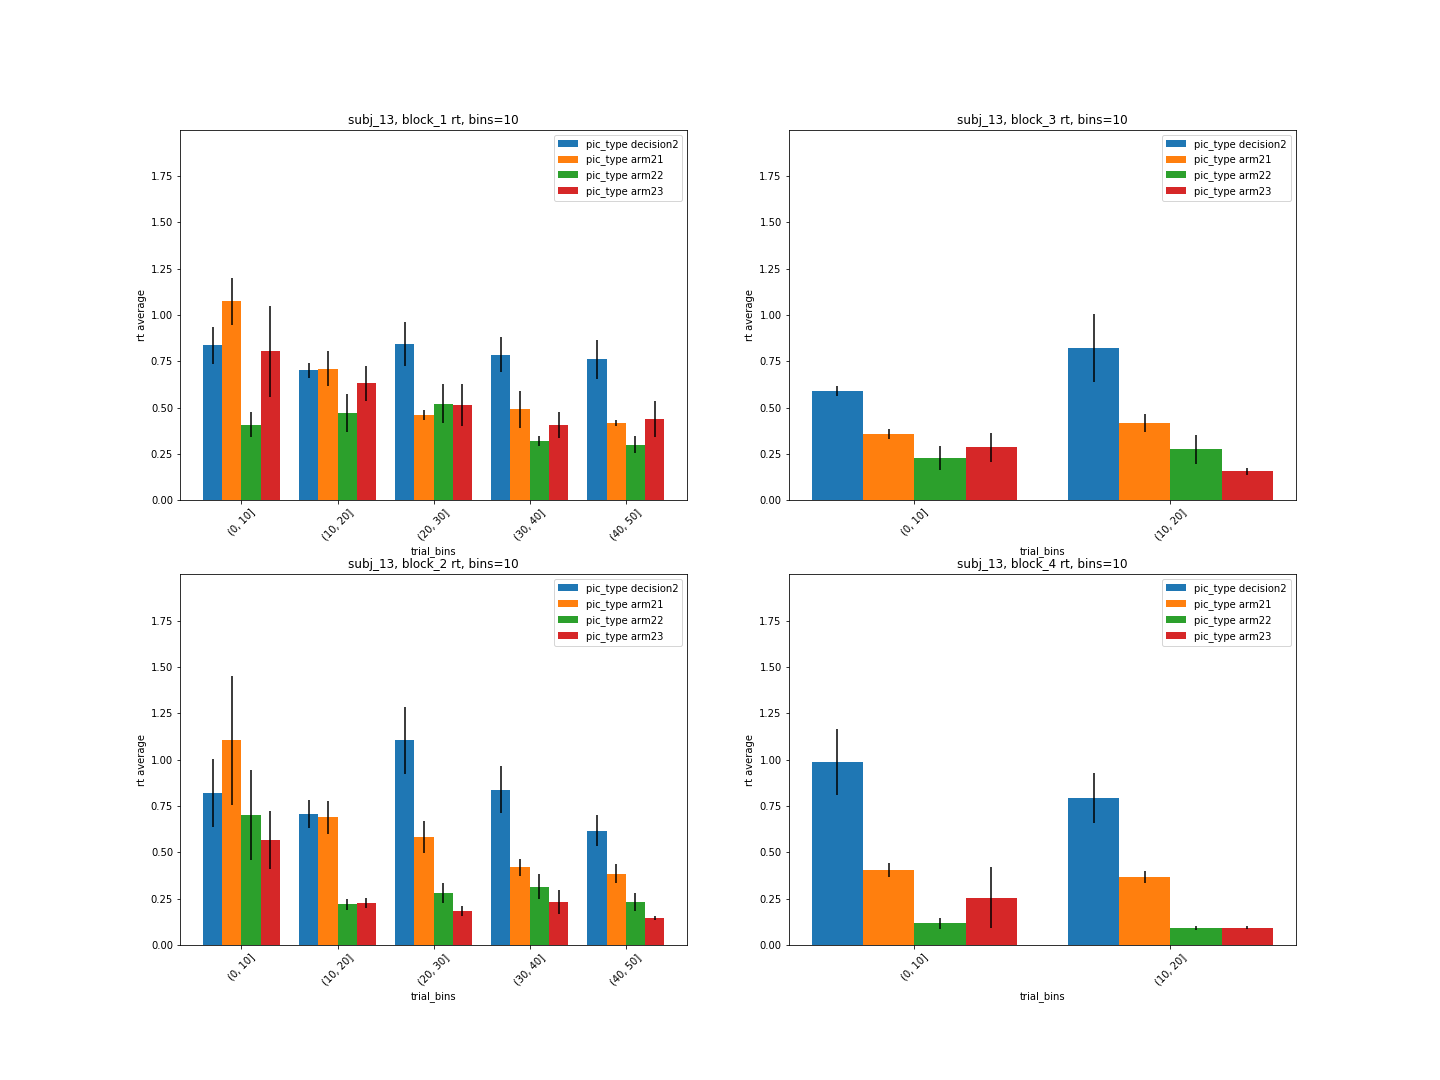 subj_13, block_1 rt, bins=10
pic_type decision2
pic_type arm21
pic_type arm22
pic_type arm23
1.75
1.50
1.25
1.00
0.75
0.50
0.25
0.00
rt average
(0, 10]
(10, 20]
(20, 30]
(30, 40]
(40, 50]
trial_bins
subj_13, block_3 rt, bins=10
pic_type decision2
pic_type arm21
pic_type arm22
pic_type arm23
1.75
1.50
1.25
1.00
0.75
0.50
0.25
0.00
rt average
(0, 10]
(10, 20]
trial_bins
subj_13, block_2 rt, bins=10
pic_type decision2
pic_type arm21
pic_type arm22
pic_type arm23
1.75
1.50
1.25
1.00
0.75
0.50
0.25
0.00
rt average
(0, 10]
(10, 20]
(20, 30]
(30, 40]
(40, 50]
trial_bins
subj_13, block_4 rt, bins=10
pic_type decision2
pic_type arm21
pic_type arm22
pic_type arm23
1.75
1.50
1.25
1.00
0.75
0.50
0.25
0.00
rt average
(0, 10]
(10, 20]
trial_bins